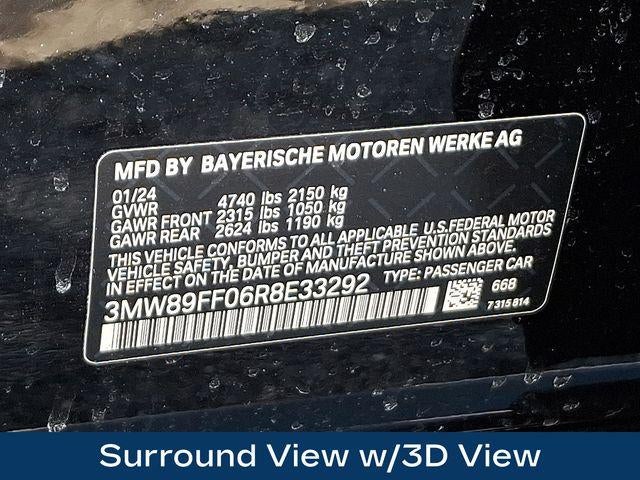 MFD BY BAYERISCHE MOTOREN WERKE AG
01/24
GVWR 4740 lbs 2150 kg
GAWR FRONT 2315 lbs 1050 kg
GAWR REAR 2624 lbs 1190 kg
THIS VEHICLE CONFORMS TO ALL APPLICABLE U.S.FEDERAL MOTOR
VEHICLE SAFETY, BUMPER AND THEFT PREVENTION STANDARDS
IN EFFECT ON THE DATE OF MANUFACTURE SHOWN ABOVE.
3MW89FF06R8E33292 TYPE: PASSENGER CAR
668
7 315 814
Surround View w/3D View